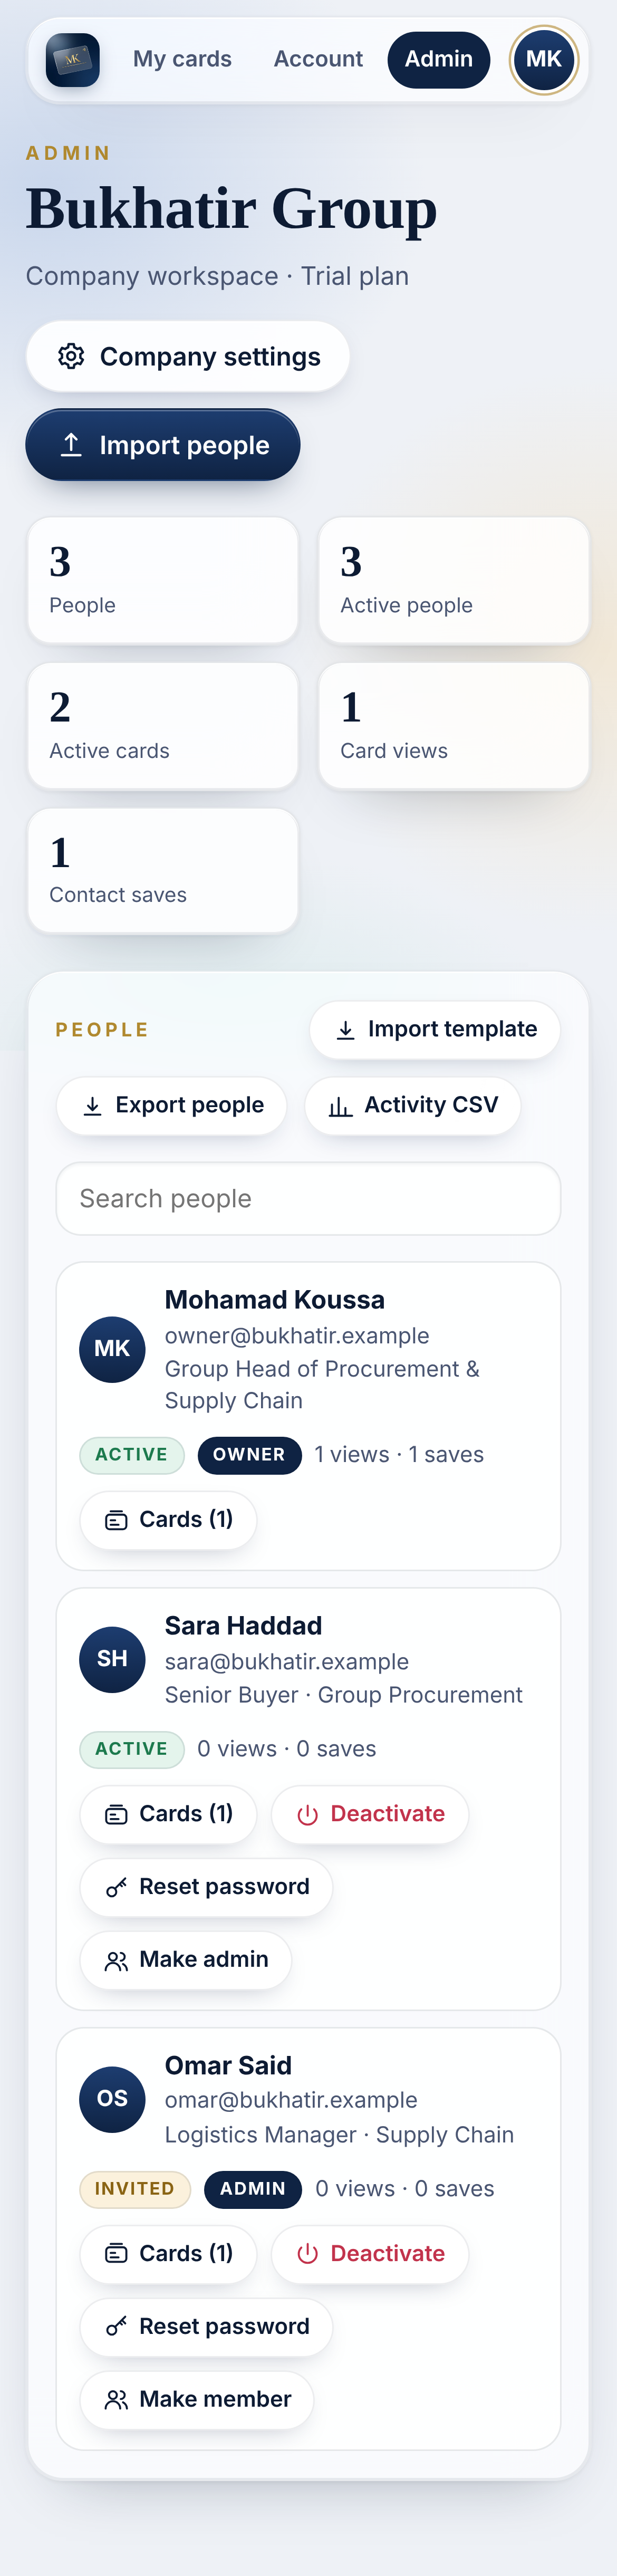 MK
My cards
Account
Admin
MK
ADMIN
Bukhatir Group
Company workspace · Trial plan
Company settings
Import people
3
People
3
Active people
2
Active cards
1
Card views
1
Contact saves
PEOPLE
Import template
Export people
Activity CSV
Search people
MK
Mohamad Koussa
owner@bukhatir.example
Group Head of Procurement &
Supply Chain
ACTIVE
OWNER
1 views · 1 saves
Cards (1)
SH
Sara Haddad
sara@bukhatir.example
Senior Buyer · Group Procurement
ACTIVE
0 views · 0 saves
Cards (1)
Deactivate
Reset password
Make admin
OS
Omar Said
omar@bukhatir.example
Logistics Manager · Supply Chain
INVITED
ADMIN
0 views · 0 saves
Cards (1)
Deactivate
Reset password
Make member